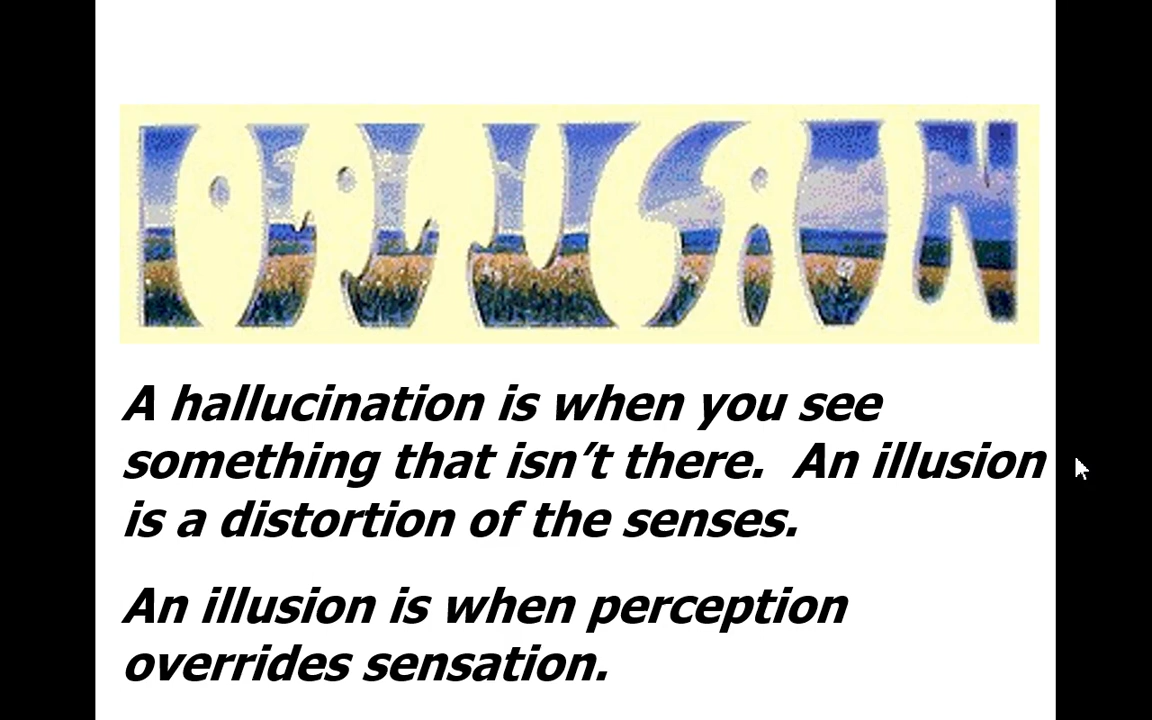 A hallucination is when you see
something that isn’t there. An illusion
is a distortion of the senses.
An illusion is when perception
overrides sensation.